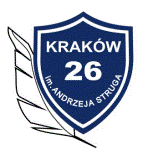 KRAKÓW
26
im. ANDRZEJA STRUGA